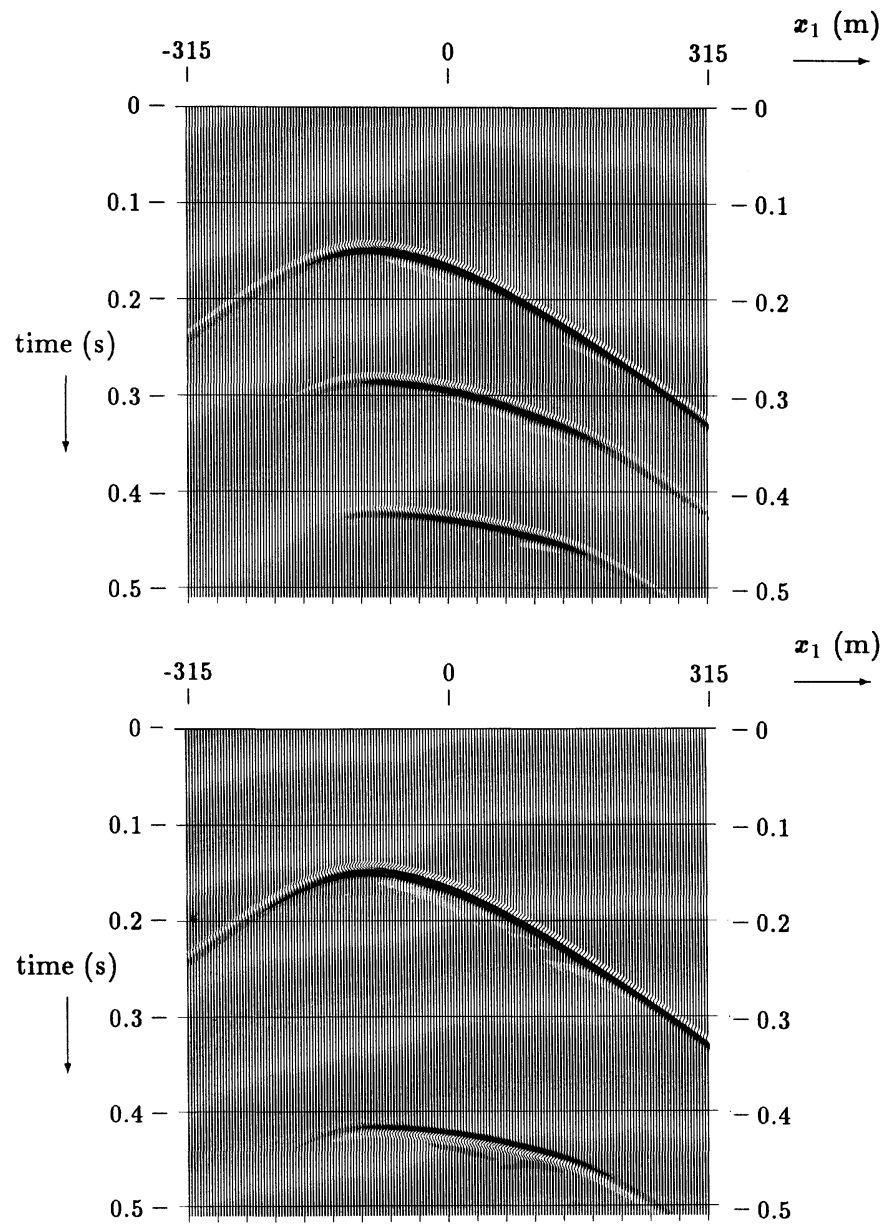 x₁ (m)
-315 0 315
0 – – 0
0.1 – – 0.1
0.2 – – 0.2
time (s)
0.3 – – 0.3
0.4 – – 0.4
0.5 – – 0.5
x₁ (m)
-315 0 315
0 – – 0
0.1 – – 0.1
0.2 – – 0.2
time (s)
0.3 – – 0.3
0.4 – – 0.4
0.5 – – 0.5